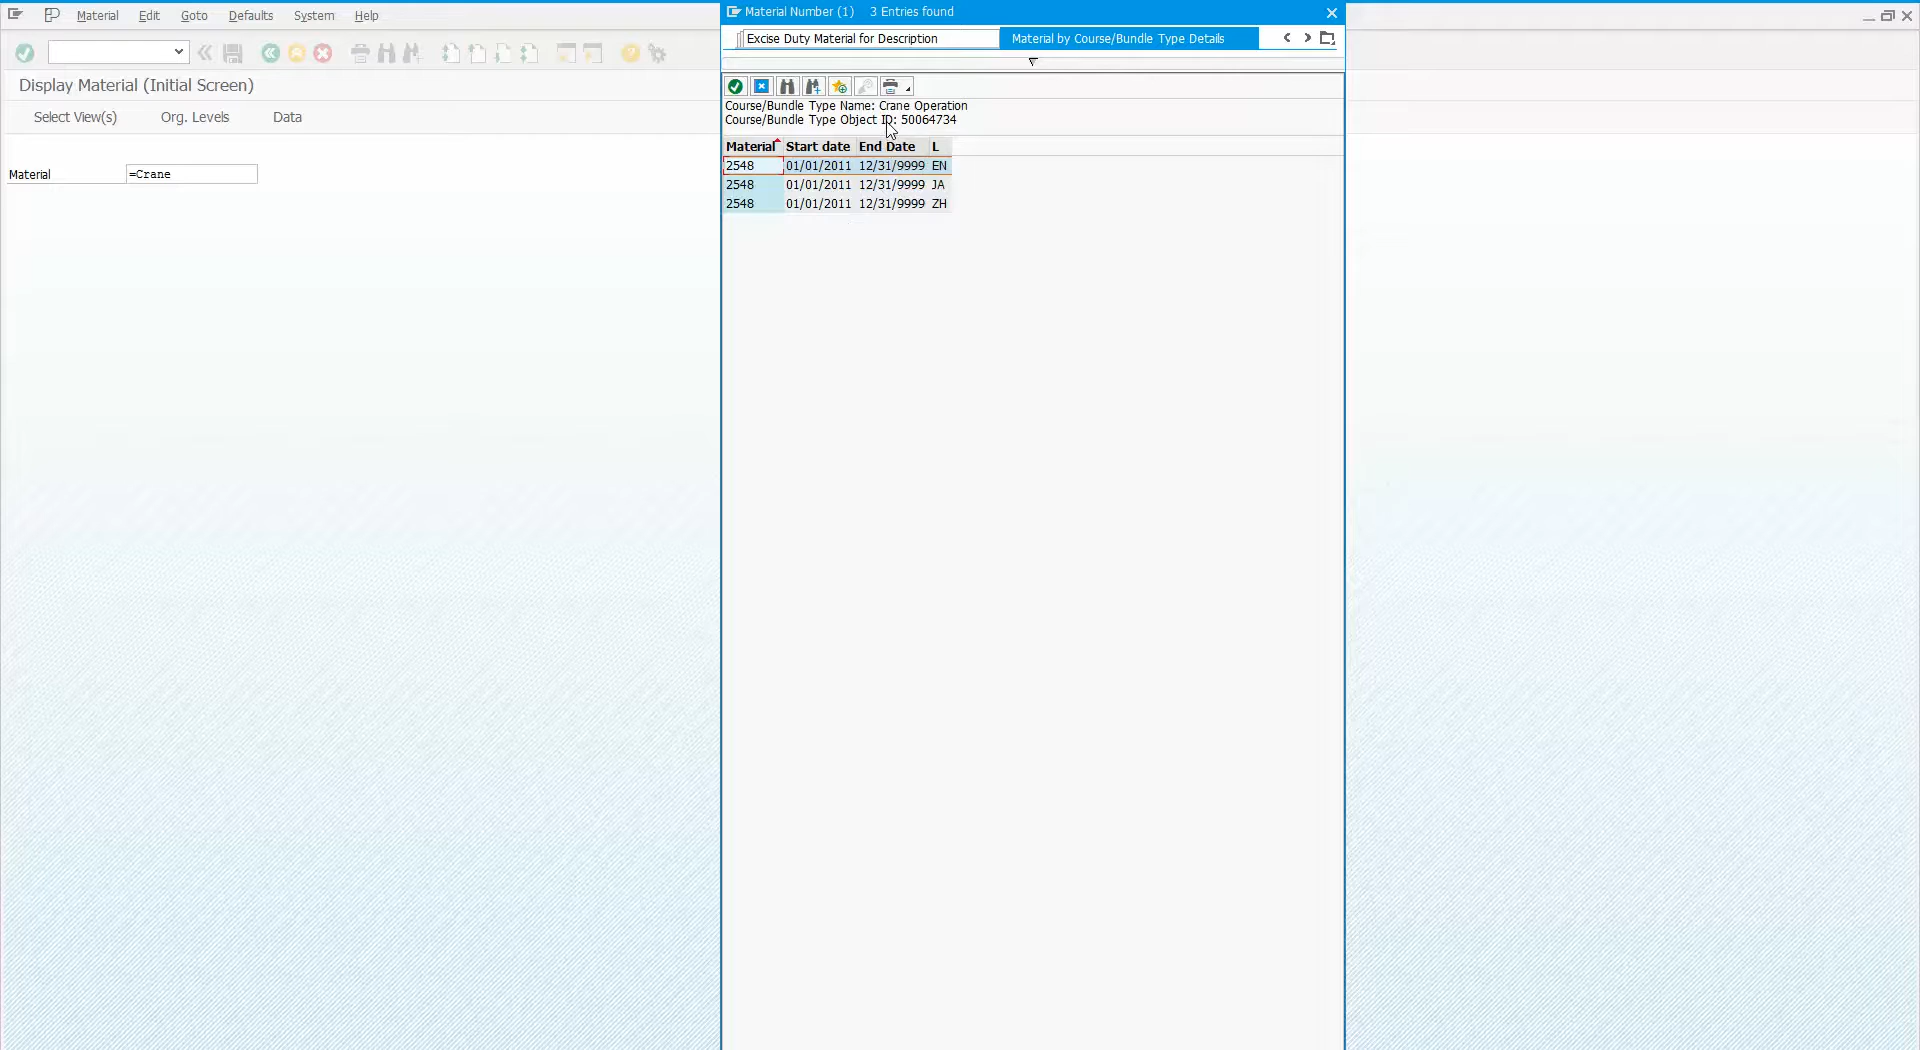 Material Edit Goto Defaults System Help
Display Material (Initial Screen)
Select View(s) Org. Levels Data
Material =Crane
Material Number (1) 3 Entries found
Excise Duty Material for Description Material by Course/Bundle Type Details
Course/Bundle Type Name: Crane Operation
Course/Bundle Type Object ID: 50064734
Material Start date End Date L
2548 01/01/2011 12/31/9999 EN
2548 01/01/2011 12/31/9999 JA
2548 01/01/2011 12/31/9999 ZH